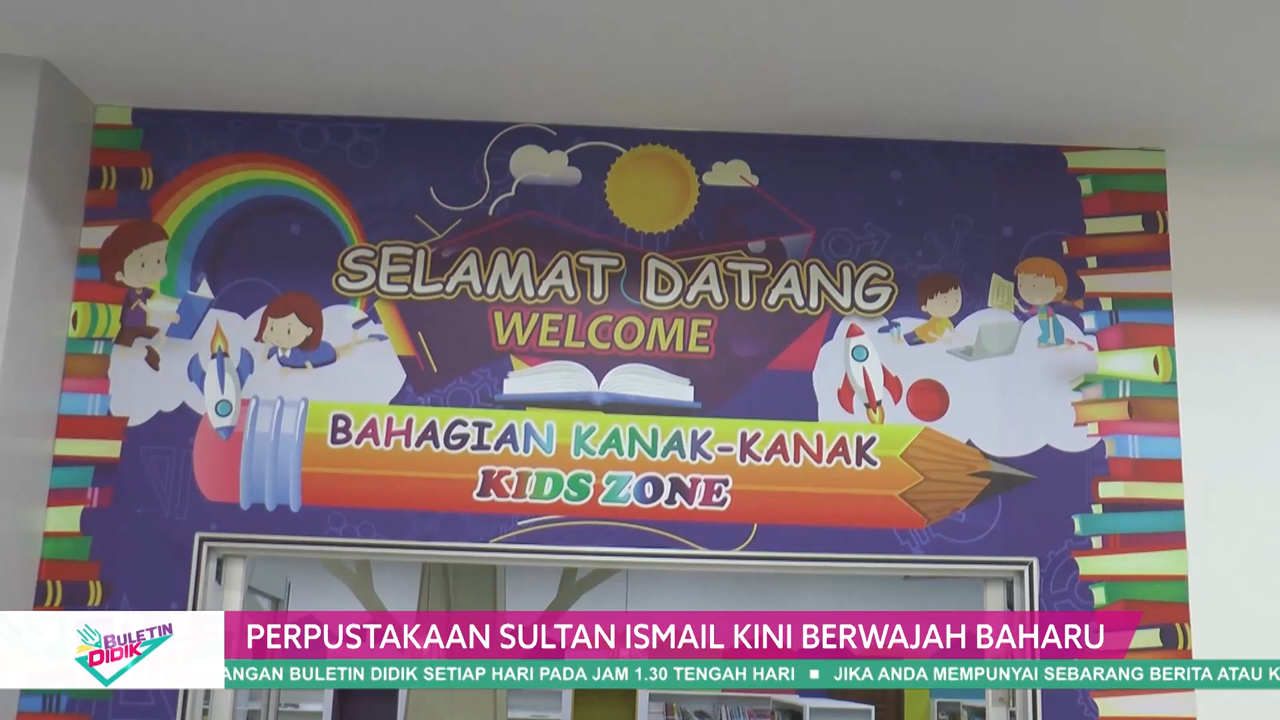 SELAMAT DATANG
WELCOME
BAHAGIAN KANAK-KANAK
KIDS ZONE
BULETIN
DIDIK
PERPUSTAKAAN SULTAN ISMAIL KINI BERWAJAH BAHARU
ANGAN BULETIN DIDIK SETIAP HARI PADA JAM 1.30 TENGAH HARI ■ JIKA ANDA MEMPUNYAI SEBARANG BERITA ATAU K